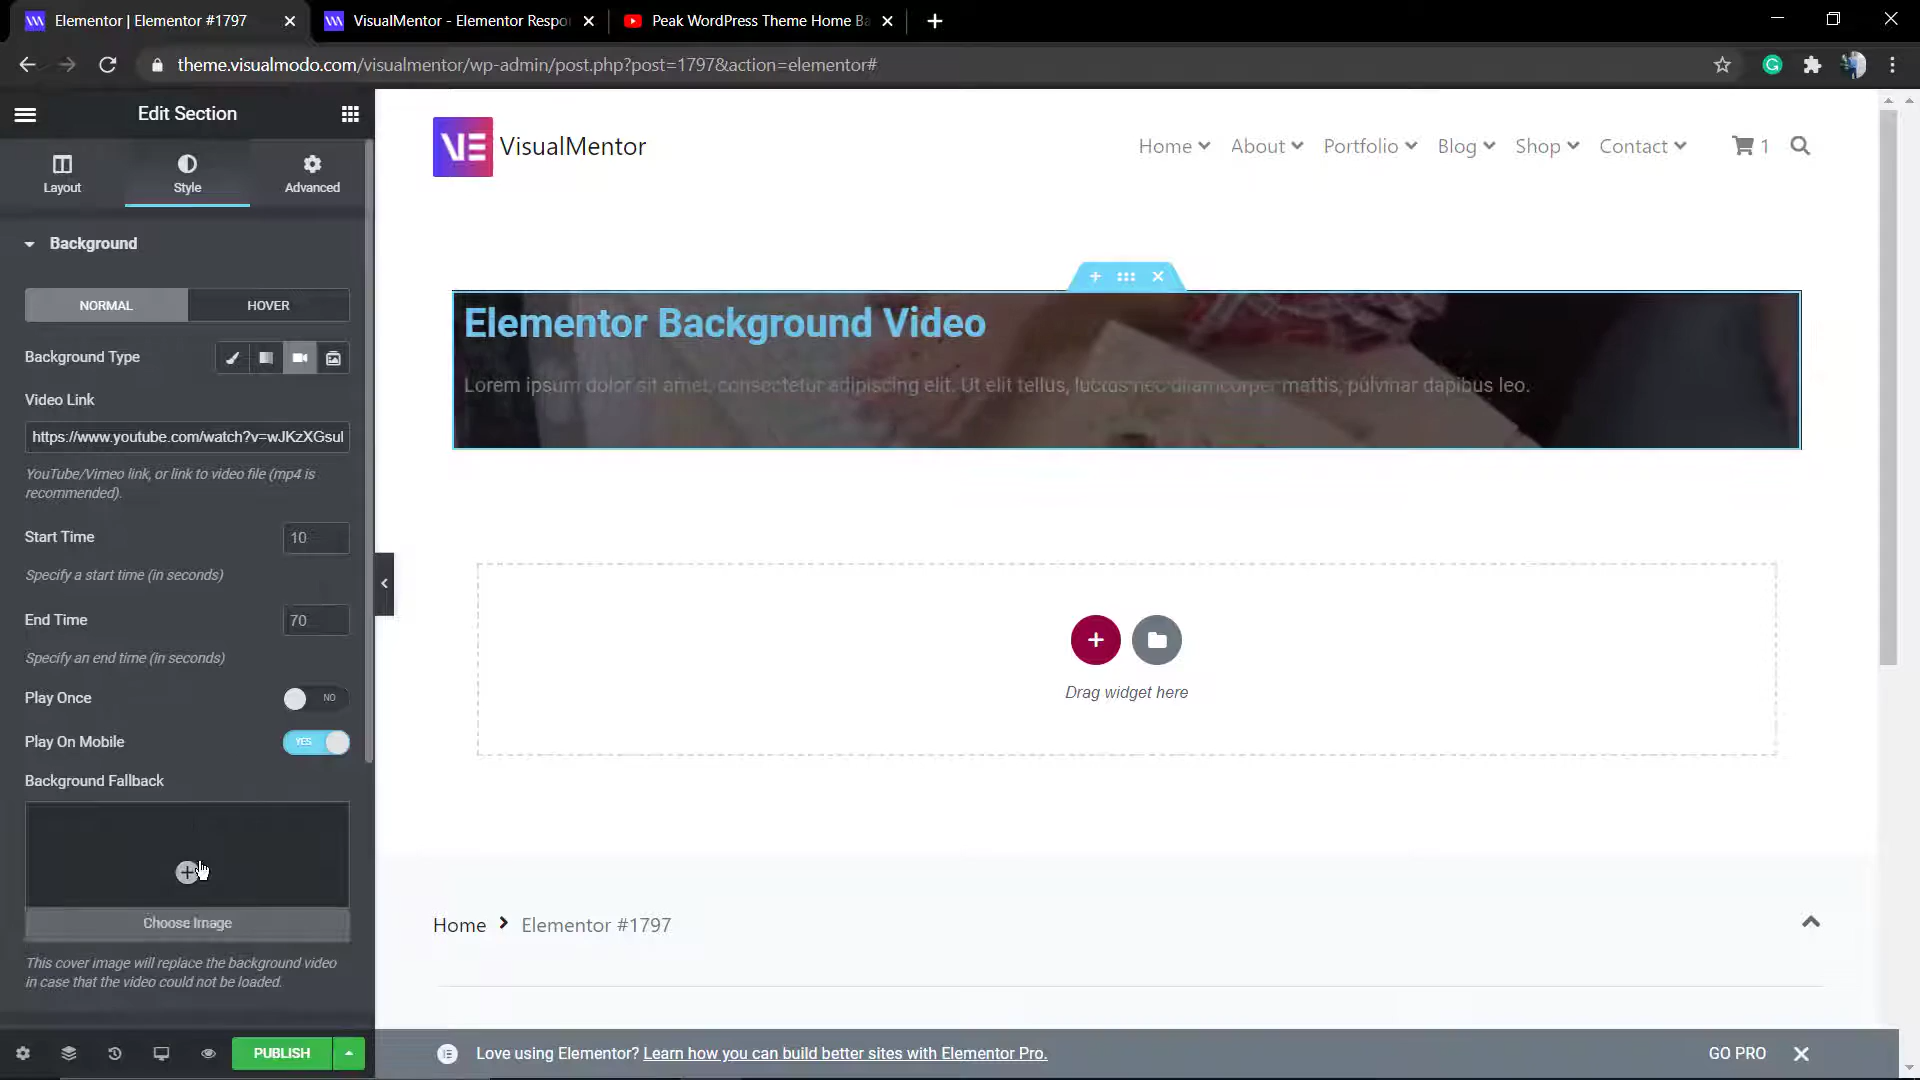 Elementor | Elementor #1797
VisualMentor - Elementor Respo
Peak WordPress Theme Home Ba
theme.visualmodo.com/visualmentor/wp-admin/post.php?post=1797&action=elementor#
Edit Section
Layout
Style
Advanced
Background
NORMAL
HOVER
Background Type
Video Link
https://www.youtube.com/watch?v=wJKzXGsul
YouTube/Vimeo link, or link to video file (mp4 is
recommended).
Start Time
10
Specify a start time (in seconds)
End Time
70
Specify an end time (in seconds)
Play Once
NO
Play On Mobile
YES
Background Fallback
Choose Image
This cover image will replace the background video
in case that the video could not be loaded.
PUBLISH
VE VisualMentor
Home About Portfolio Blog Shop Contact 1
Elementor Background Video
Lorem ipsum dolor sit amet, consectetur adipiscing elit. Ut elit tellus, luctus nec ullamcorper mattis, pulvinar dapibus leo.
Drag widget here
Home Elementor #1797
Love using Elementor? Learn how you can build better sites with Elementor Pro.
GO PRO